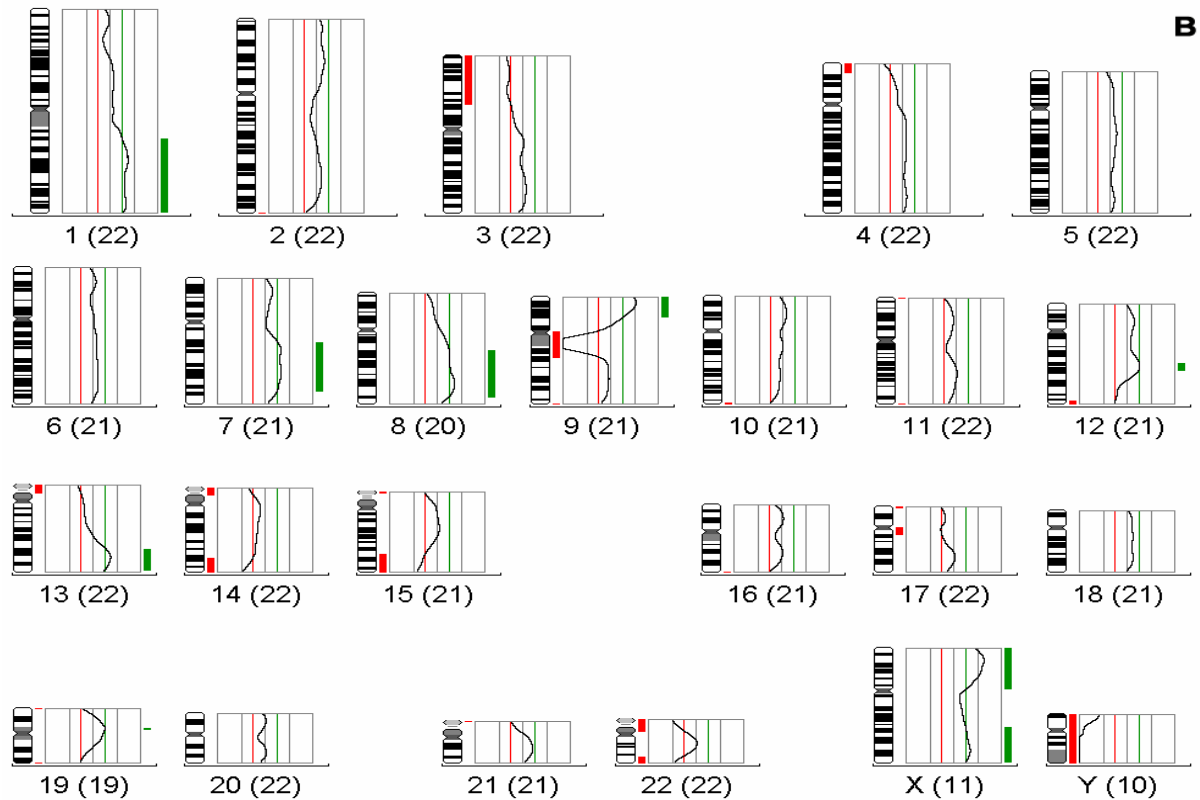 B
1 (22) 2 (22) 3 (22) 4 (22) 5 (22)
6 (21) 7 (21) 8 (20) 9 (21) 10 (21) 11 (22) 12 (21)
13 (22) 14 (22) 15 (21) 16 (21) 17 (22) 18 (21)
19 (19) 20 (22) 21 (21) 22 (22) X (11) Y (10)